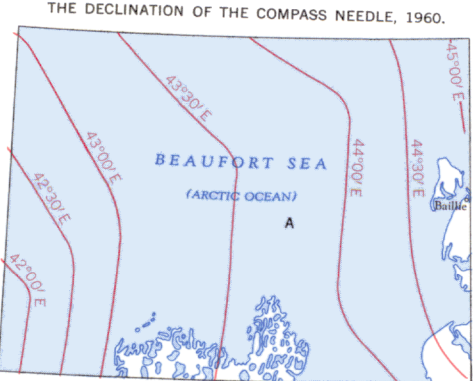 THE DECLINATION OF THE COMPASS NEEDLE, 1960.
45°00′E
43°30′E
43°00′E
44°00′E
44°30′E
BEAUFORT SEA
42°30′E
(ARCTIC OCEAN)
Baillie
A
42°00′E